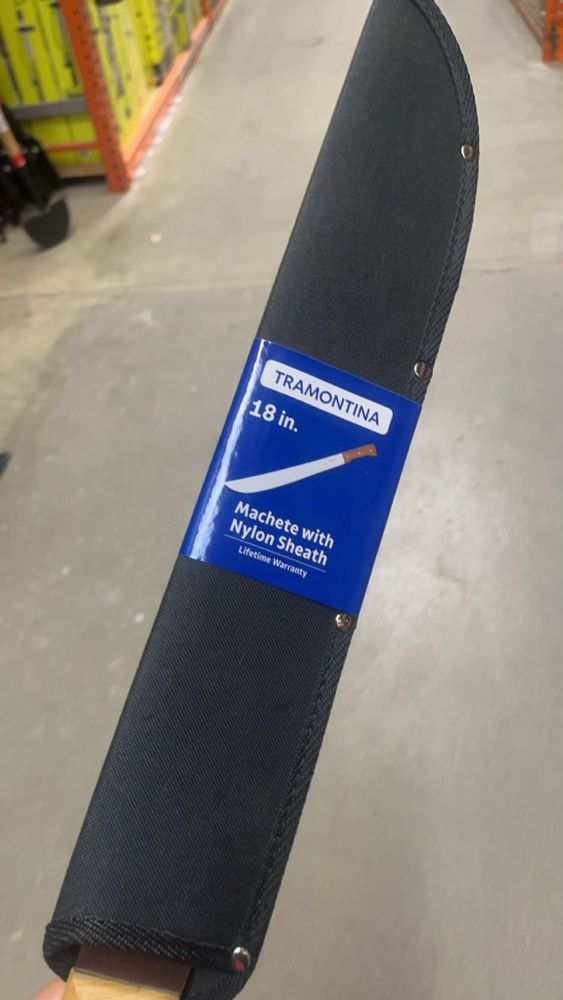 TRAMONTINA
18 in.
Machete with
Nylon Sheath
Lifetime Warranty